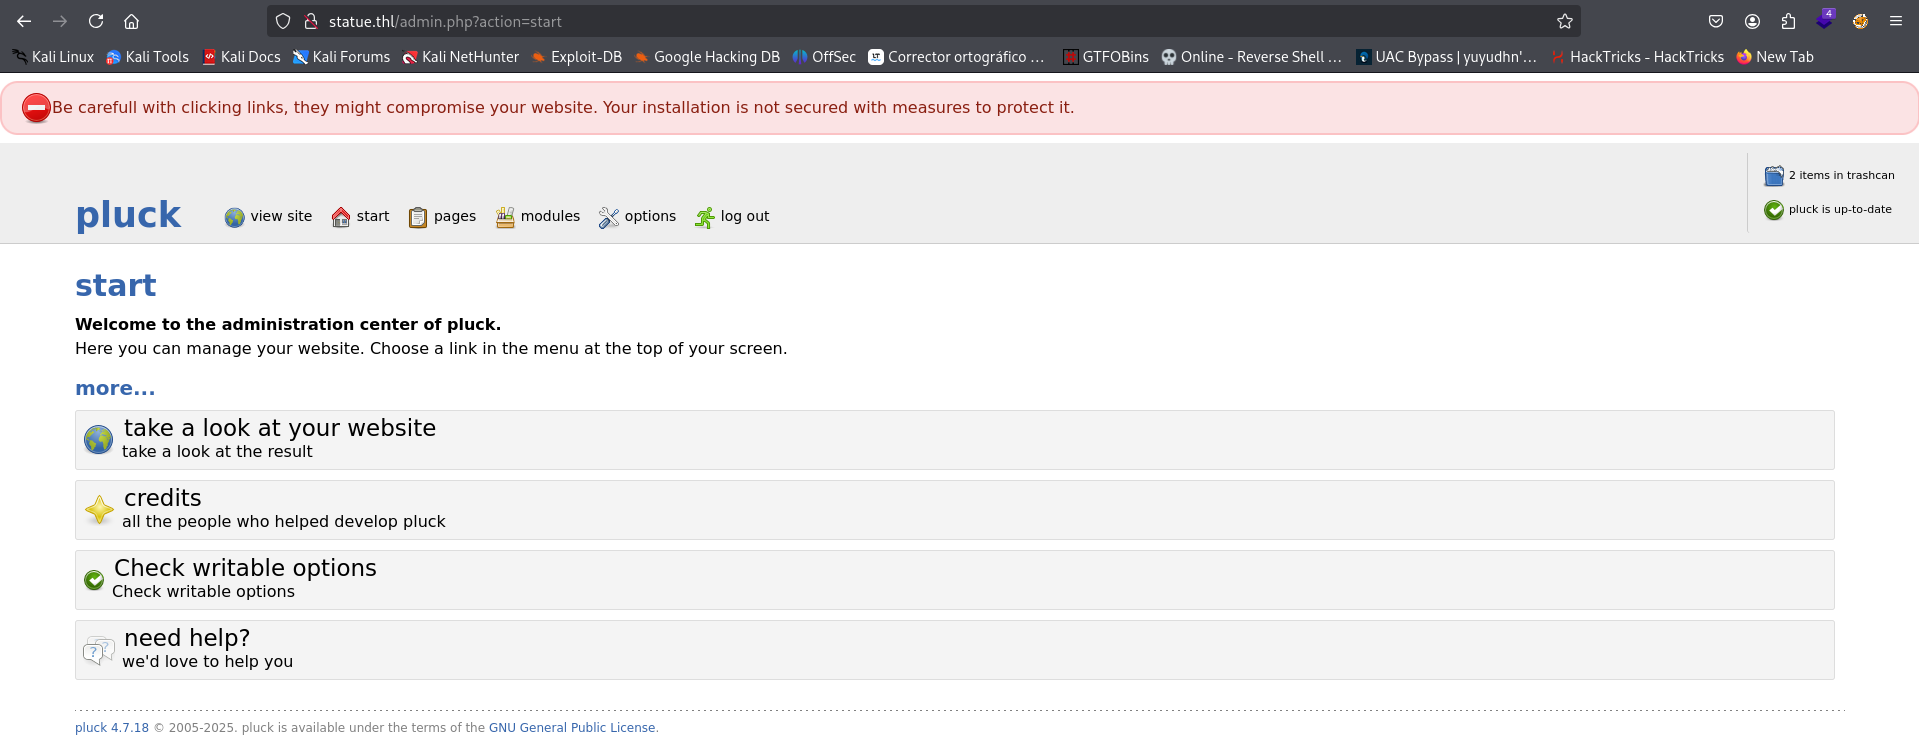 statue.thl/admin.php?action=start
4
Kali Linux Kali Tools Kali Docs Kali Forums Kali NetHunter Exploit-DB Google Hacking DB OffSec Corrector ortográfico ... GTFOBins Online - Reverse Shell ... UAC Bypass | yuyudhn'... HackTricks - HackTricks New Tab
Be carefull with clicking links, they might compromise your website. Your installation is not secured with measures to protect it.
2 items in trashcan
pluck is up-to-date
pluck view site start pages modules options log out
start
Welcome to the administration center of pluck.
Here you can manage your website. Choose a link in the menu at the top of your screen.
more...
take a look at your website
take a look at the result
credits
all the people who helped develop pluck
Check writable options
Check writable options
need help?
we'd love to help you
pluck 4.7.18 © 2005-2025. pluck is available under the terms of the GNU General Public License.